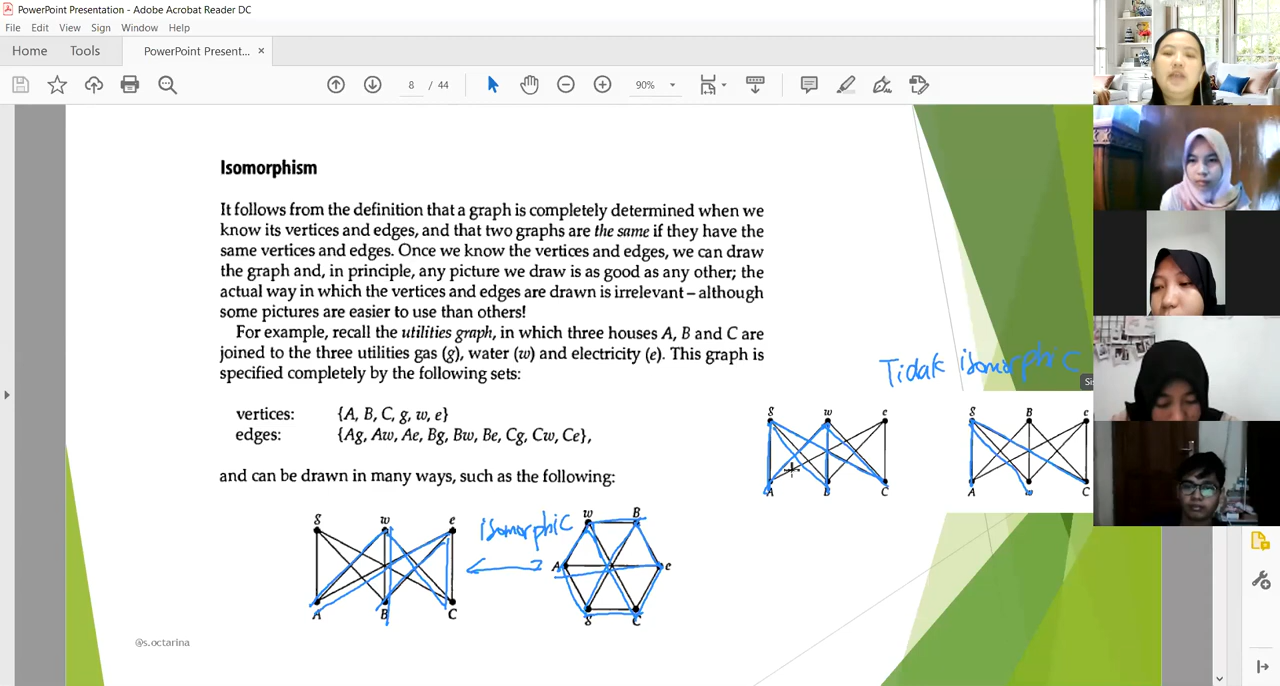 PowerPoint Presentation - Adobe Acrobat Reader DC
File Edit View Sign Window Help
Home Tools PowerPoint Present... ×
8 / 44 90%
Isomorphism
It follows from the definition that a graph is completely determined when we
know its vertices and edges, and that two graphs are the same if they have the
same vertices and edges. Once we know the vertices and edges, we can draw
the graph and, in principle, any picture we draw is as good as any other; the
actual way in which the vertices and edges are drawn is irrelevant – although
some pictures are easier to use than others!
For example, recall the utilities graph, in which three houses A, B and C are
joined to the three utilities gas (g), water (w) and electricity (e). This graph is
specified completely by the following sets:
vertices: {A, B, C, g, w, e}
edges: {Ag, Aw, Ae, Bg, Bw, Be, Cg, Cw, Ce},
and can be drawn in many ways, such as the following:
Tidak isomorphic
g w e
A B C
g B e
A w C
g w e
A B C
isomorphic
w B
A e
g C
@s.octarina